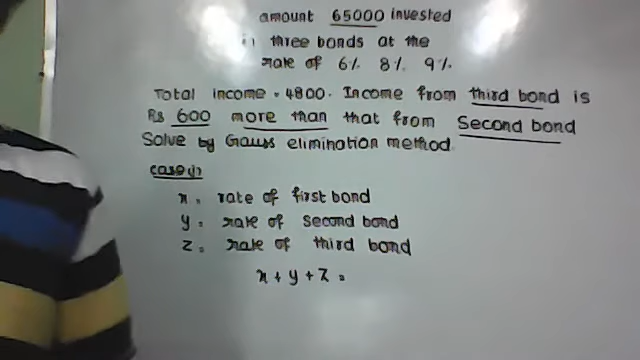 amount 65000 invested
in three bonds at the
rate of 6% 8% 9%.
Total income = 4800. Income from third bond is
Rs 600 more than that from Second bond
Solve by Gauss elimination method
case(i)
x = rate of first bond
y = rate of second bond
z = rate of third bond
x + y + z =